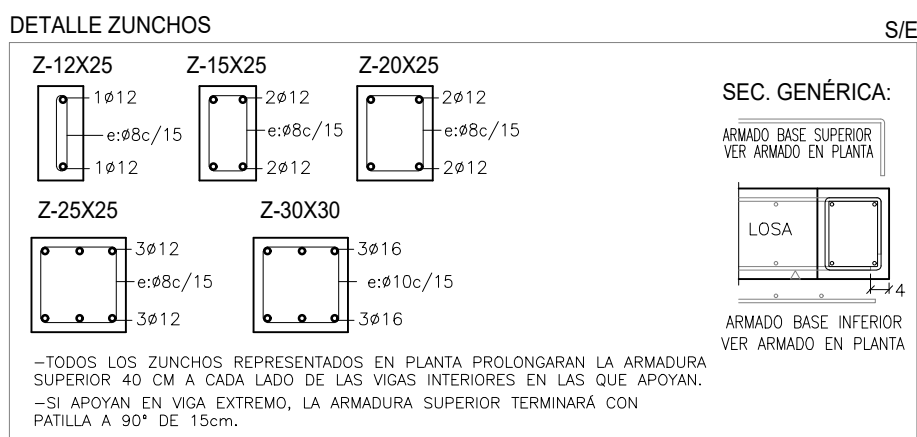 DETALLE ZUNCHOS
S/E
Z-12X25
1ø12
e:ø8c/15
1ø12
Z-15X25
2ø12
e:ø8c/15
2ø12
Z-20X25
2ø12
e:ø8c/15
2ø12
Z-25X25
3ø12
e:ø8c/15
3ø12
Z-30X30
3ø16
e:ø10c/15
3ø16
SEC. GENÉRICA:
ARMADO BASE SUPERIOR
VER ARMADO EN PLANTA
LOSA
4
ARMADO BASE INFERIOR
VER ARMADO EN PLANTA
-TODOS LOS ZUNCHOS REPRESENTADOS EN PLANTA PROLONGARAN LA ARMADURA
SUPERIOR 40 CM A CADA LADO DE LAS VIGAS INTERIORES EN LAS QUE APOYAN.
-SI APOYAN EN VIGA EXTREMO, LA ARMADURA SUPERIOR TERMINARÁ CON
PATILLA A 90° DE 15cm.